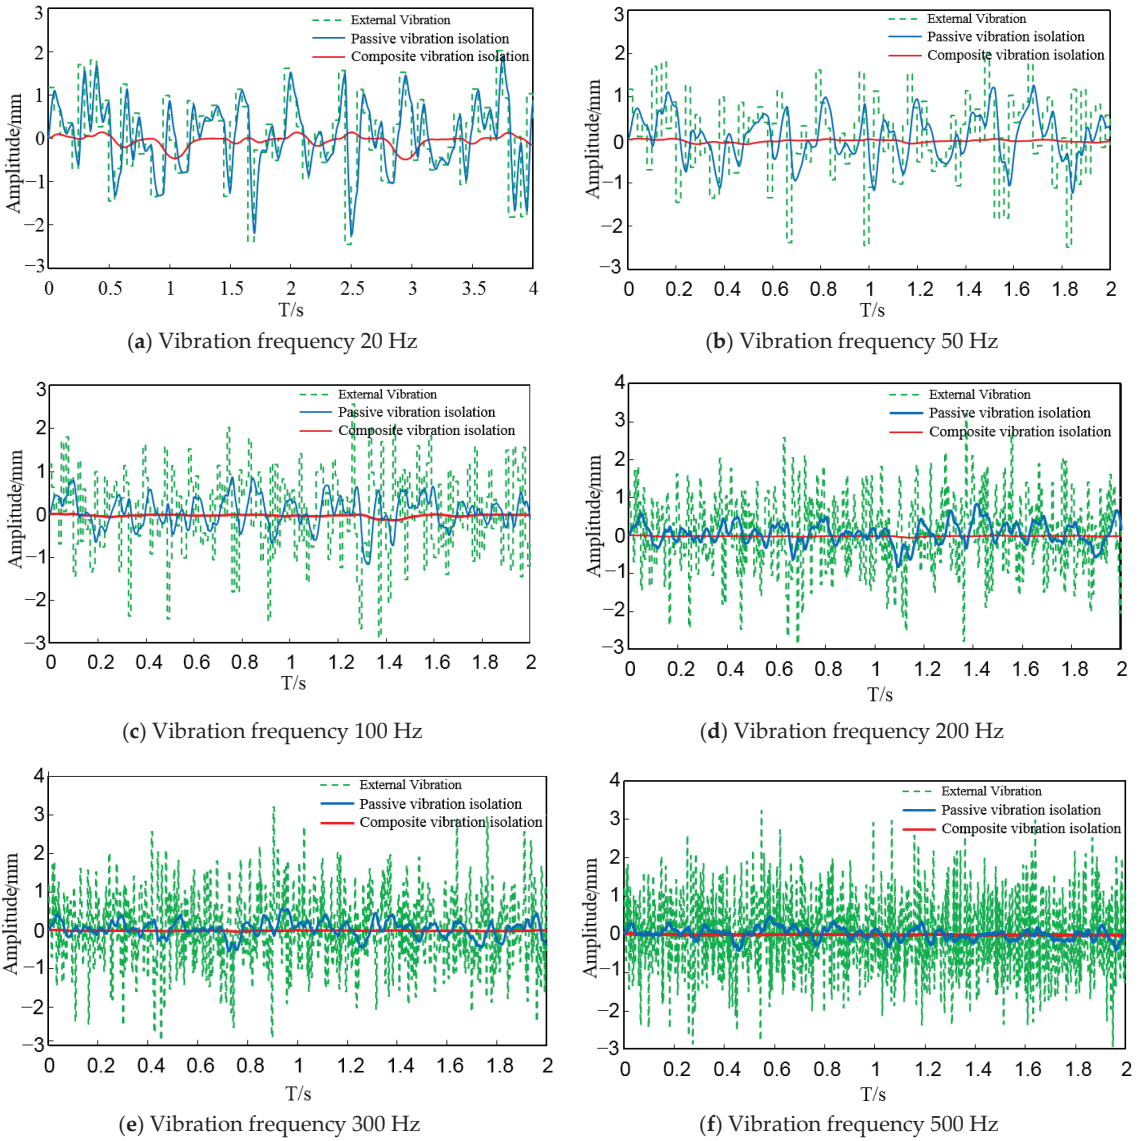 External Vibration
Passive vibration isolation
Composite vibration isolation
Amplitude/mm
3
2
1
0
−1
−2
−3
0 0.5 1 1.5 2 2.5 3 3.5 4
T/s
(a) Vibration frequency 20 Hz
External Vibration
Passive vibration isolation
Composite vibration isolation
Amplitude/mm
3
2
1
0
−1
−2
−3
0 0.2 0.4 0.6 0.8 1 1.2 1.4 1.6 1.8 2
T/s
(b) Vibration frequency 50 Hz
External Vibration
Passive vibration isolation
Composite vibration isolation
Amplitude/mm
3
2
1
0
−1
−2
−3
0 0.2 0.4 0.6 0.8 1 1.2 1.4 1.6 1.8 2
T/s
(c) Vibration frequency 100 Hz
External Vibration
Passive vibration isolation
Composite vibration isolation
Amplitude/mm
4
3
2
1
0
−1
−2
−3
0 0.2 0.4 0.6 0.8 1 1.2 1.4 1.6 1.8 2
T/s
(d) Vibration frequency 200 Hz
External Vibration
Passive vibration isolation
Composite vibration isolation
Amplitude/mm
4
3
2
1
0
−1
−2
−3
0 0.2 0.4 0.6 0.8 1 1.2 1.4 1.6 1.8 2
T/s
(e) Vibration frequency 300 Hz
External Vibration
Passive vibration isolation
Composite vibration isolation
Amplitude/mm
4
3
2
1
0
−1
−2
−3
0 0.2 0.4 0.6 0.8 1 1.2 1.4 1.6 1.8 2
T/s
(f) Vibration frequency 500 Hz